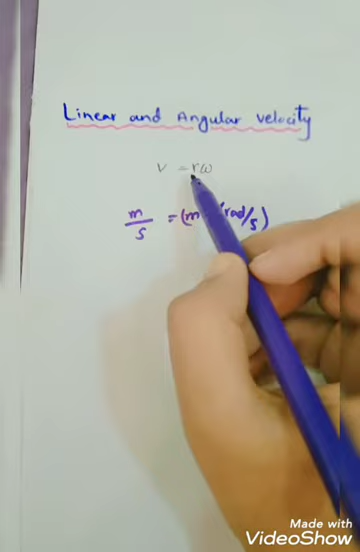 Linear and Angular velocity
v = rω
m/s = (m) (rad/s)
Made with
VideoShow